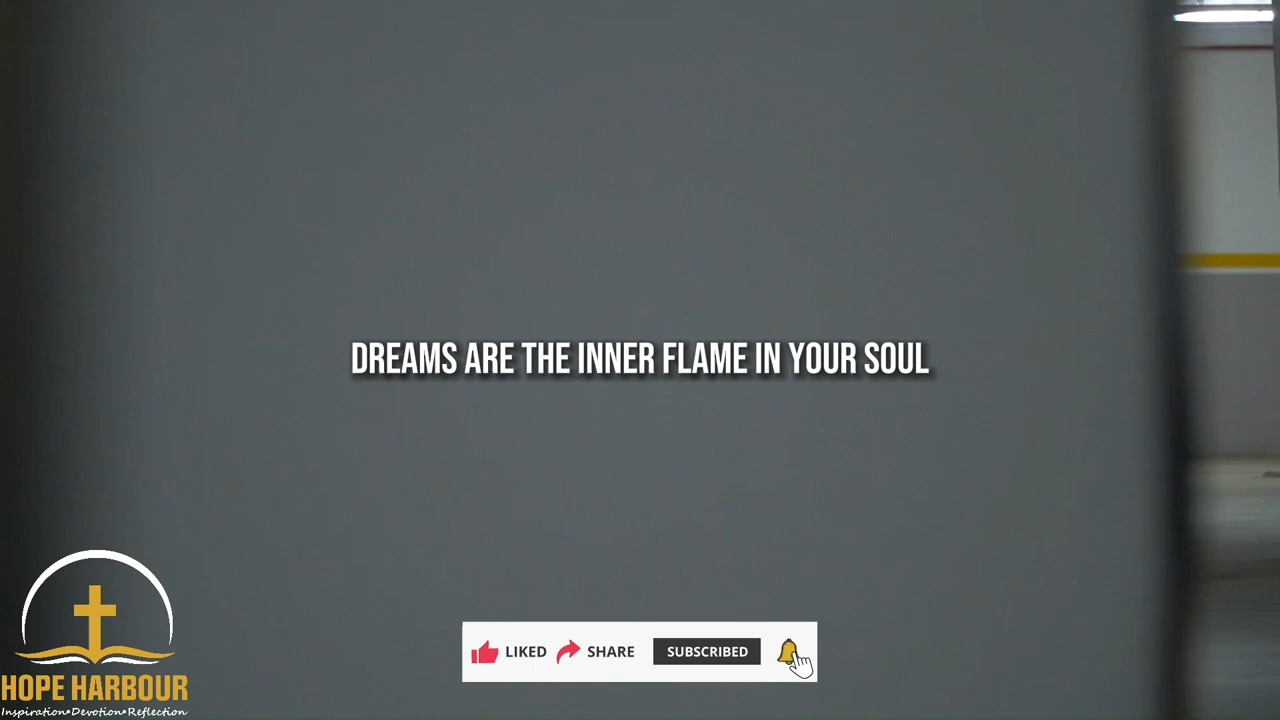 DREAMS ARE THE INNER FLAME IN YOUR SOUL
LIKED SHARE SUBSCRIBED
HOPE HARBOUR
Inspiration•Devotion•Reflection